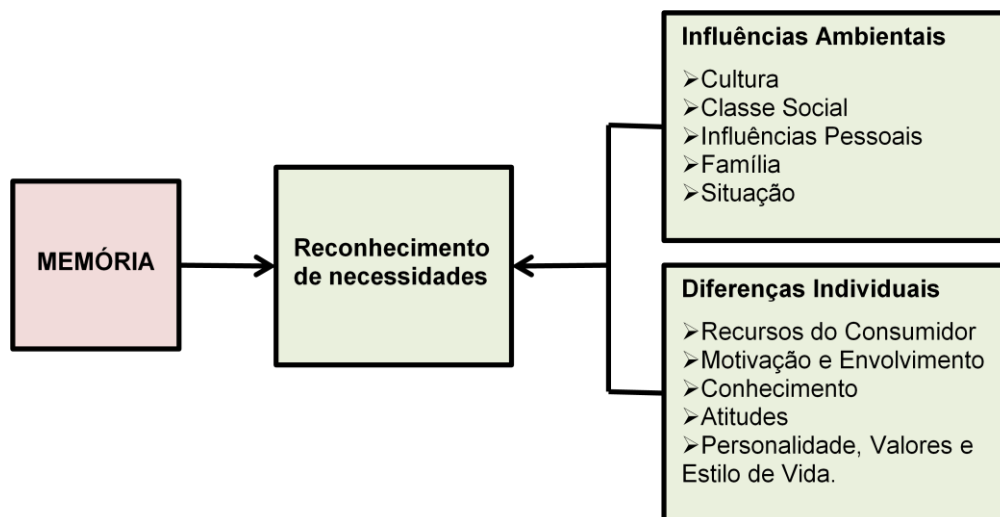 MEMÓRIA
Reconhecimento
de necessidades
Influências Ambientais
➢Cultura
➢Classe Social
➢Influências Pessoais
➢Família
➢Situação
Diferenças Individuais
➢Recursos do Consumidor
➢Motivação e Envolvimento
➢Conhecimento
➢Atitudes
➢Personalidade, Valores e
Estilo de Vida.